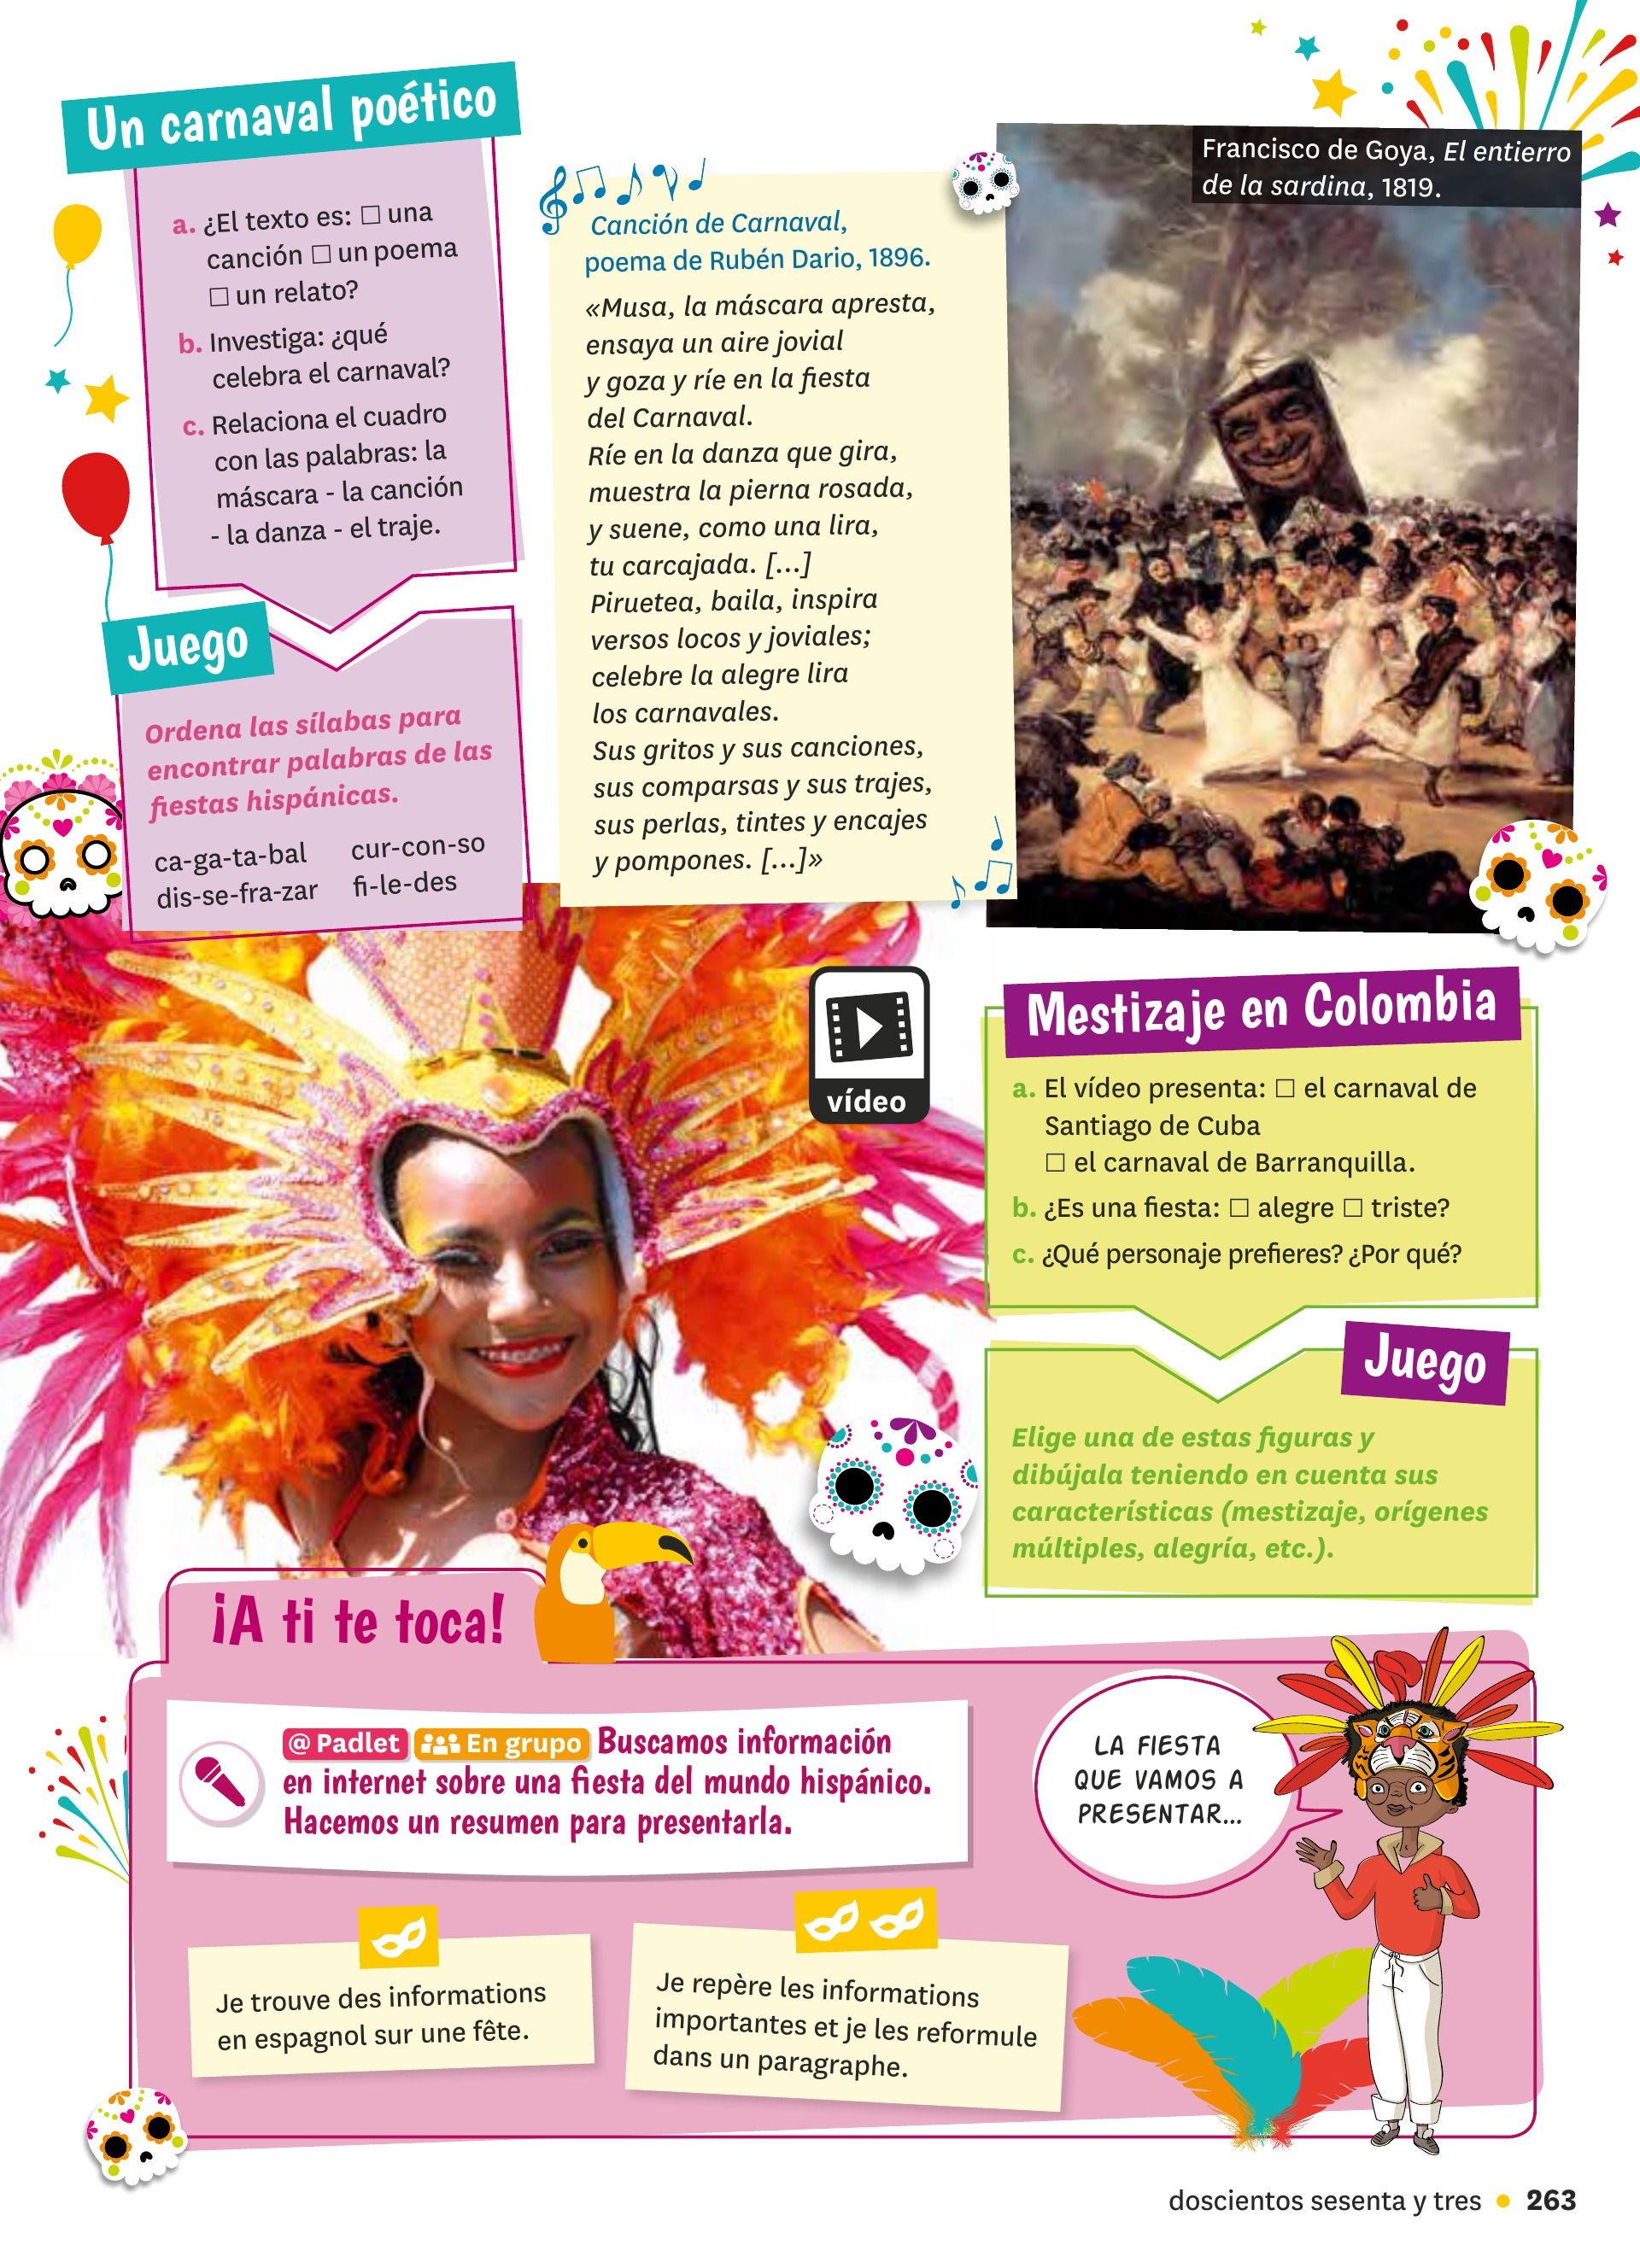 Un carnaval poético
a. ¿El texto es: ☐ una
canción ☐ un poema
☐ un relato?
b. Investiga: ¿qué
celebra el carnaval?
c. Relaciona el cuadro
con las palabras: la
máscara - la canción
- la danza - el traje.
Juego
Ordena las sílabas para
encontrar palabras de las
fiestas hispánicas.
ca-ga-ta-bal cur-con-so
dis-se-fra-zar fi-le-des
Canción de Carnaval,
poema de Rubén Dario, 1896.
«Musa, la máscara apresta,
ensaya un aire jovial
y goza y ríe en la fiesta
del Carnaval.
Ríe en la danza que gira,
muestra la pierna rosada,
y suene, como una lira,
tu carcajada. [...]
Piruetea, baila, inspira
versos locos y joviales;
celebre la alegre lira
los carnavales.
Sus gritos y sus canciones,
sus comparsas y sus trajes,
sus perlas, tintes y encajes
y pompones. [...]»
Francisco de Goya, El entierro
de la sardina, 1819.
vídeo
Mestizaje en Colombia
a. El vídeo presenta: ☐ el carnaval de
Santiago de Cuba
☐ el carnaval de Barranquilla.
b. ¿Es una fiesta: ☐ alegre ☐ triste?
c. ¿Qué personaje prefieres? ¿Por qué?
Juego
Elige una de estas figuras y
dibújala teniendo en cuenta sus
características (mestizaje, orígenes
múltiples, alegría, etc.).
¡A ti te toca!
@ Padlet En grupo Buscamos información
en internet sobre una fiesta del mundo hispánico.
Hacemos un resumen para presentarla.
LA FIESTA
QUE VAMOS A
PRESENTAR...
Je trouve des informations
en espagnol sur une fête.
Je repère les informations
importantes et je les reformule
dans un paragraphe.
doscientos sesenta y tres • 263